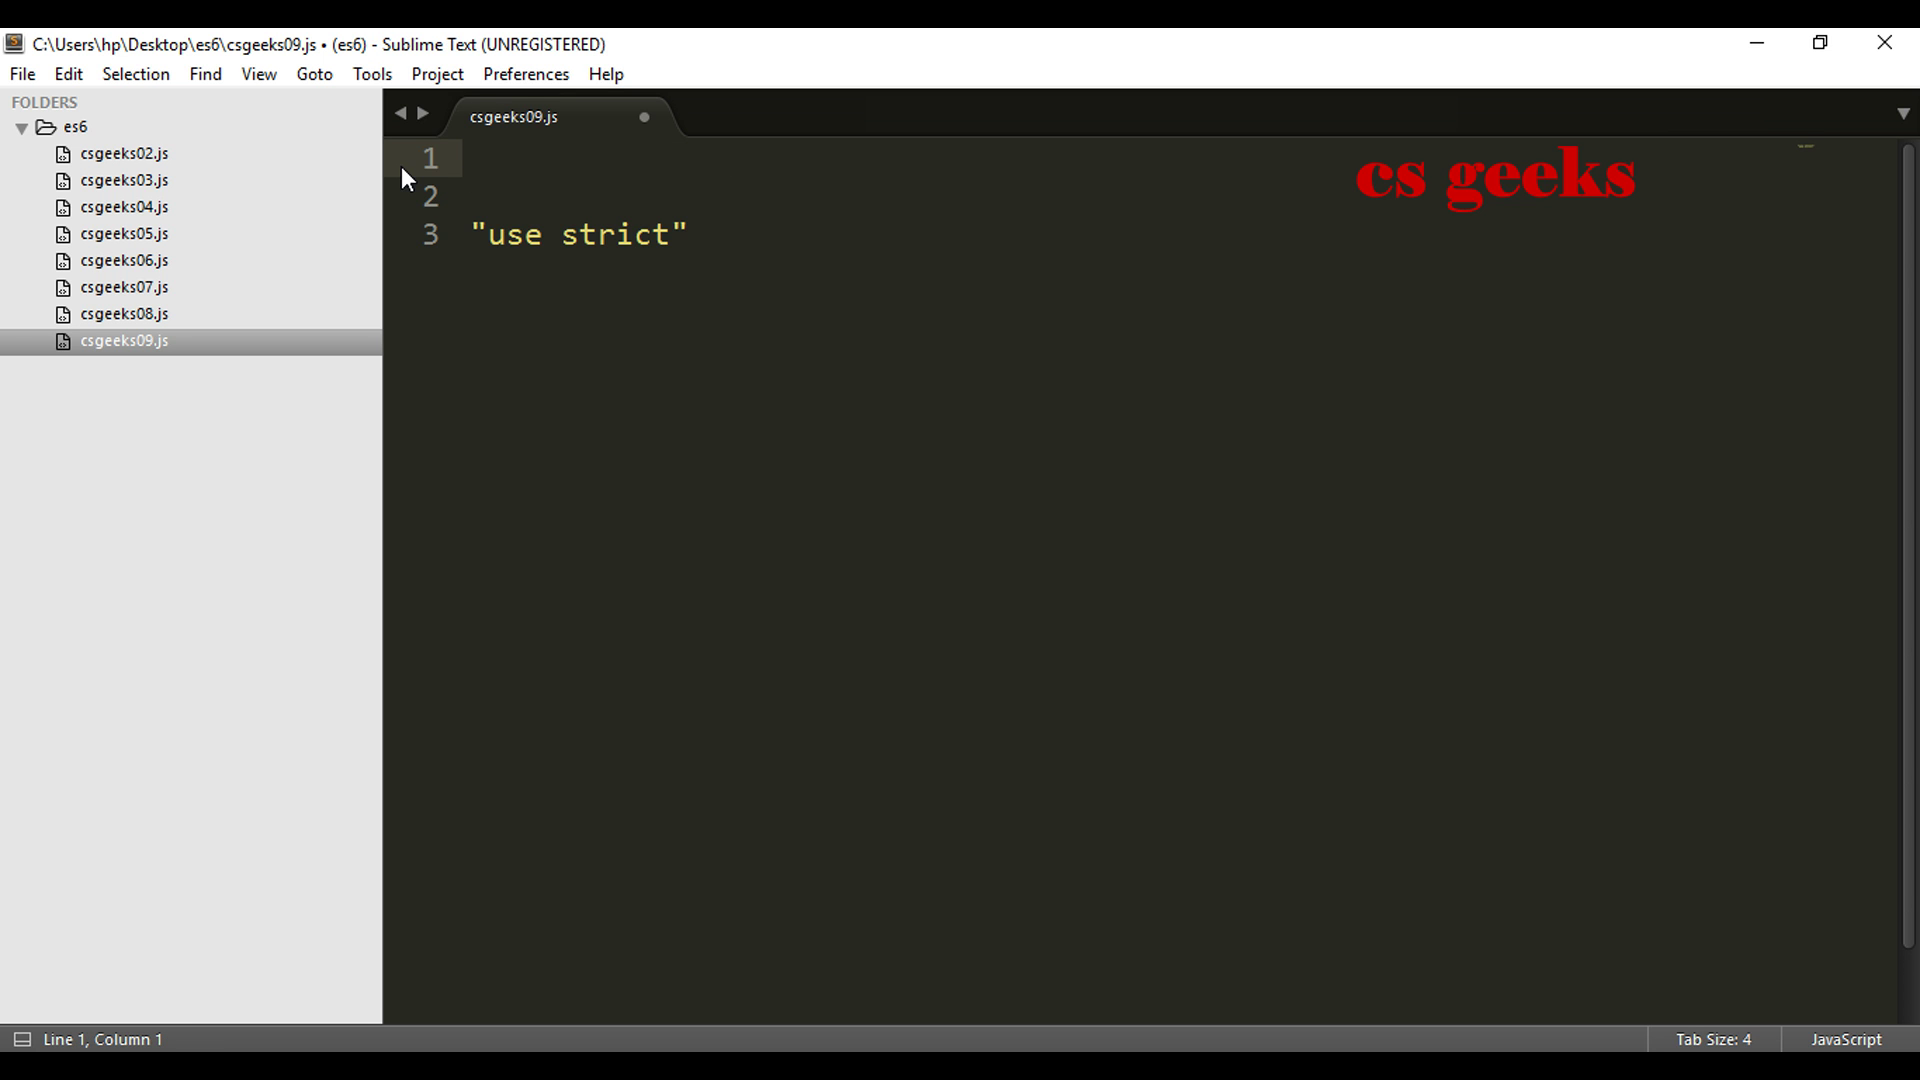 C:\Users\hp\Desktop\es6\csgeeks09.js • (es6) - Sublime Text (UNREGISTERED)
File Edit Selection Find View Goto Tools Project Preferences Help
FOLDERS
es6
csgeeks02.js
csgeeks03.js
csgeeks04.js
csgeeks05.js
csgeeks06.js
csgeeks07.js
csgeeks08.js
csgeeks09.js
csgeeks09.js
1
2
3 "use strict"
cs geeks
Line 1, Column 1
Tab Size: 4
JavaScript